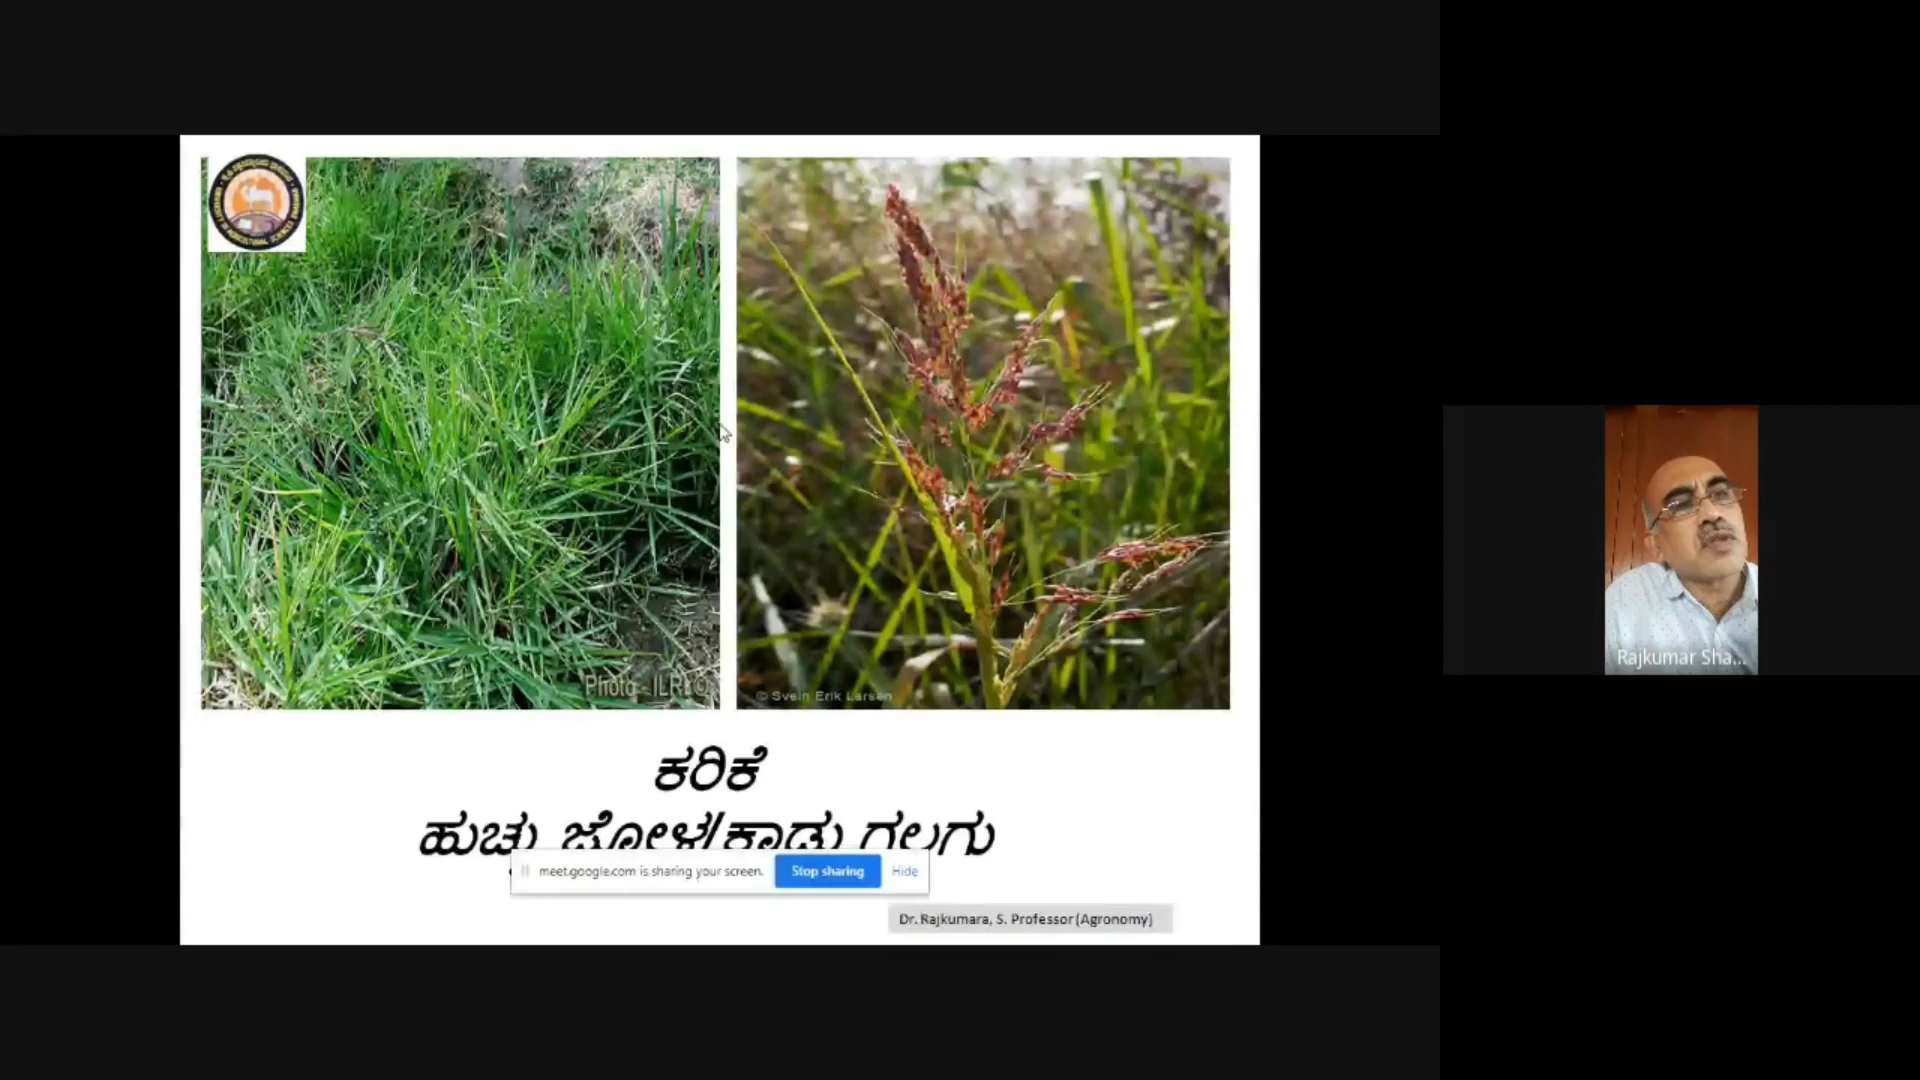 Photo - ILRI ©
© Svein Erik Larsen
ಕರಿಕೆ
ಹುಚ್ಚು ಜೋಳ/ಕಾಡು ಗಲಗು
meet.google.com is sharing your screen. Stop sharing Hide
Dr. Rajkumara, S. Professor (Agronomy)
Rajkumar Sha...